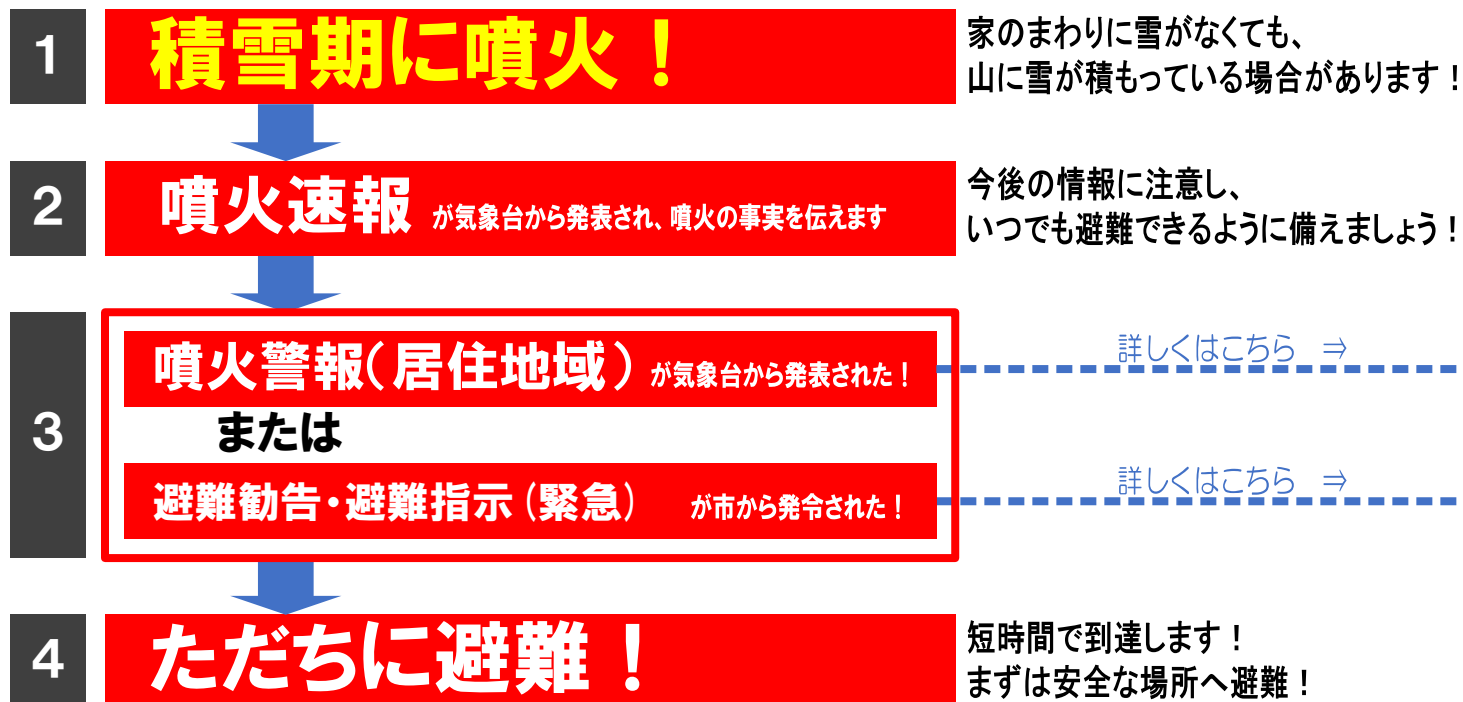 1
積雪期に噴火！
家のまわりに雪がなくても、
山に雪が積もっている場合があります！
2
噴火速報 が気象台から発表され、噴火の事実を伝えます
今後の情報に注意し、
いつでも避難できるように備えましょう！
3
噴火警報（居住地域）が気象台から発表された！
詳しくはこちら ⇒
または
避難勧告・避難指示（緊急） が市から発令された！
詳しくはこちら ⇒
4
ただちに避難！
短時間で到達します！
まずは安全な場所へ避難！